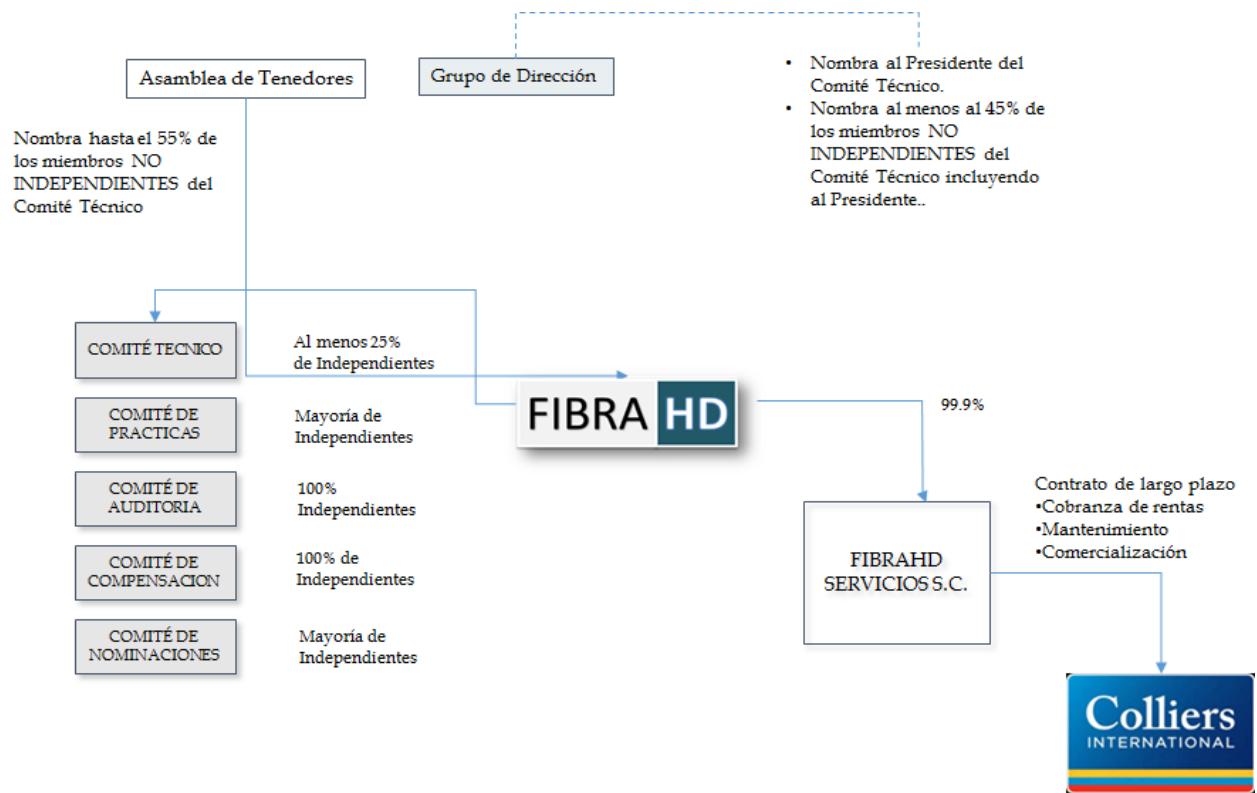 Asamblea de Tenedores
Grupo de Dirección
• Nombra al Presidente del
Comité Técnico.
• Nombra al menos al 45% de
los miembros NO
INDEPENDIENTES del
Comité Técnico incluyendo
al Presidente..
Nombra hasta el 55% de
los miembros NO
INDEPENDIENTES del
Comité Técnico
COMITÉ TECNICO
Al menos 25%
de Independientes
COMITÉ DE
PRACTICAS
Mayoría de
Independientes
COMITÉ DE
AUDITORIA
100%
Independientes
COMITÉ DE
COMPENSACION
100% de
Independientes
COMITÉ DE
NOMINACIONES
Mayoría de
Independientes
FIBRA HD
99.9%
FIBRAHD
SERVICIOS S.C.
Contrato de largo plazo
•Cobranza de rentas
•Mantenimiento
•Comercialización
Colliers
INTERNATIONAL